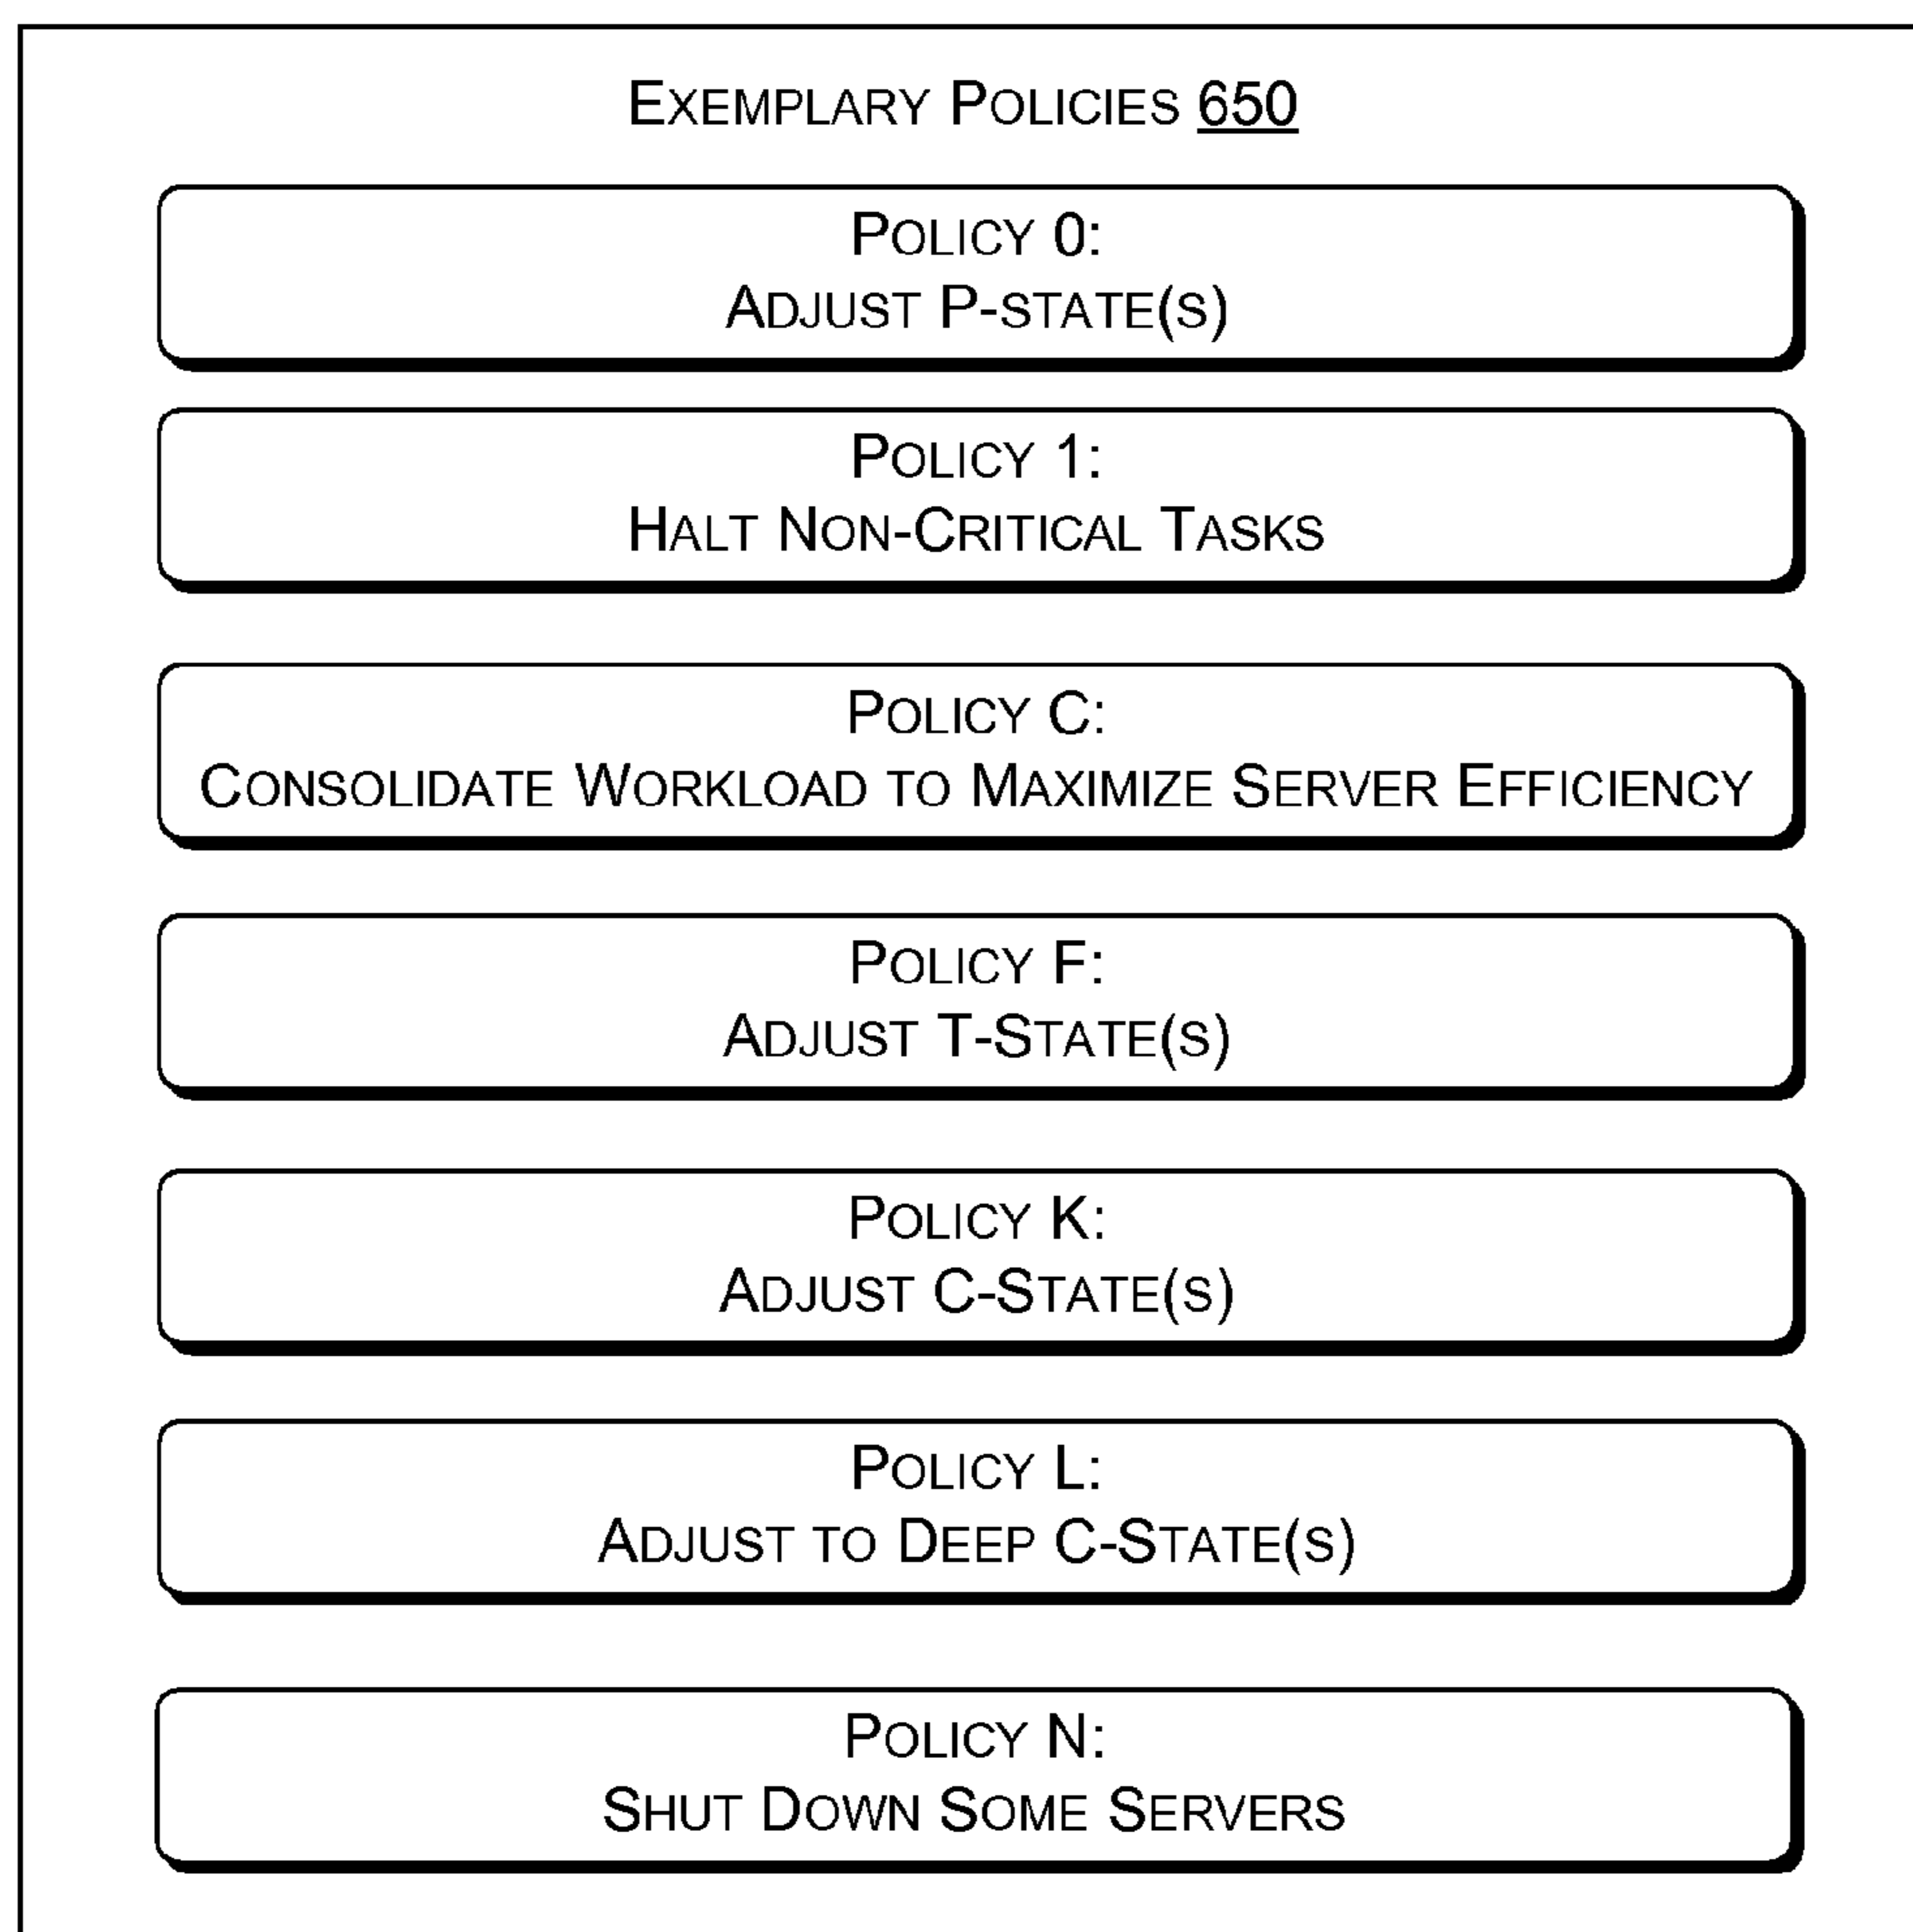 EXEMPLARY POLICIES 650
POLICY 0:
ADJUST P-STATE(S)
POLICY 1:
HALT NON-CRITICAL TASKS
POLICY C:
CONSOLIDATE WORKLOAD TO MAXIMIZE SERVER EFFICIENCY
POLICY F:
ADJUST T-STATE(S)
POLICY K:
ADJUST C-STATE(S)
POLICY L:
ADJUST TO DEEP C-STATE(S)
POLICY N:
SHUT DOWN SOME SERVERS